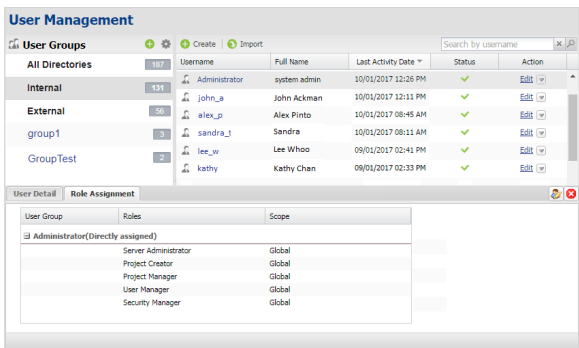 User Management
User Groups
All Directories 187
Internal 131
External 56
group1 3
GroupTest 2
Create Import Search by username
Username Full Name Last Activity Date Status Action
Administrator system admin 10/01/2017 12:26 PM Edit
john_a John Ackman 10/01/2017 12:11 PM Edit
alex_p Alex Pinto 10/01/2017 08:45 AM Edit
sandra_t Sandra 10/01/2017 08:11 AM Edit
lee_w Lee Whoo 09/01/2017 02:41 PM Edit
kathy Kathy Chan 09/01/2017 02:33 PM Edit
User Detail Role Assignment
User Group Roles Scope
Administrator(Directly assigned)
Server Administrator Global
Project Creator Global
Project Manager Global
User Manager Global
Security Manager Global